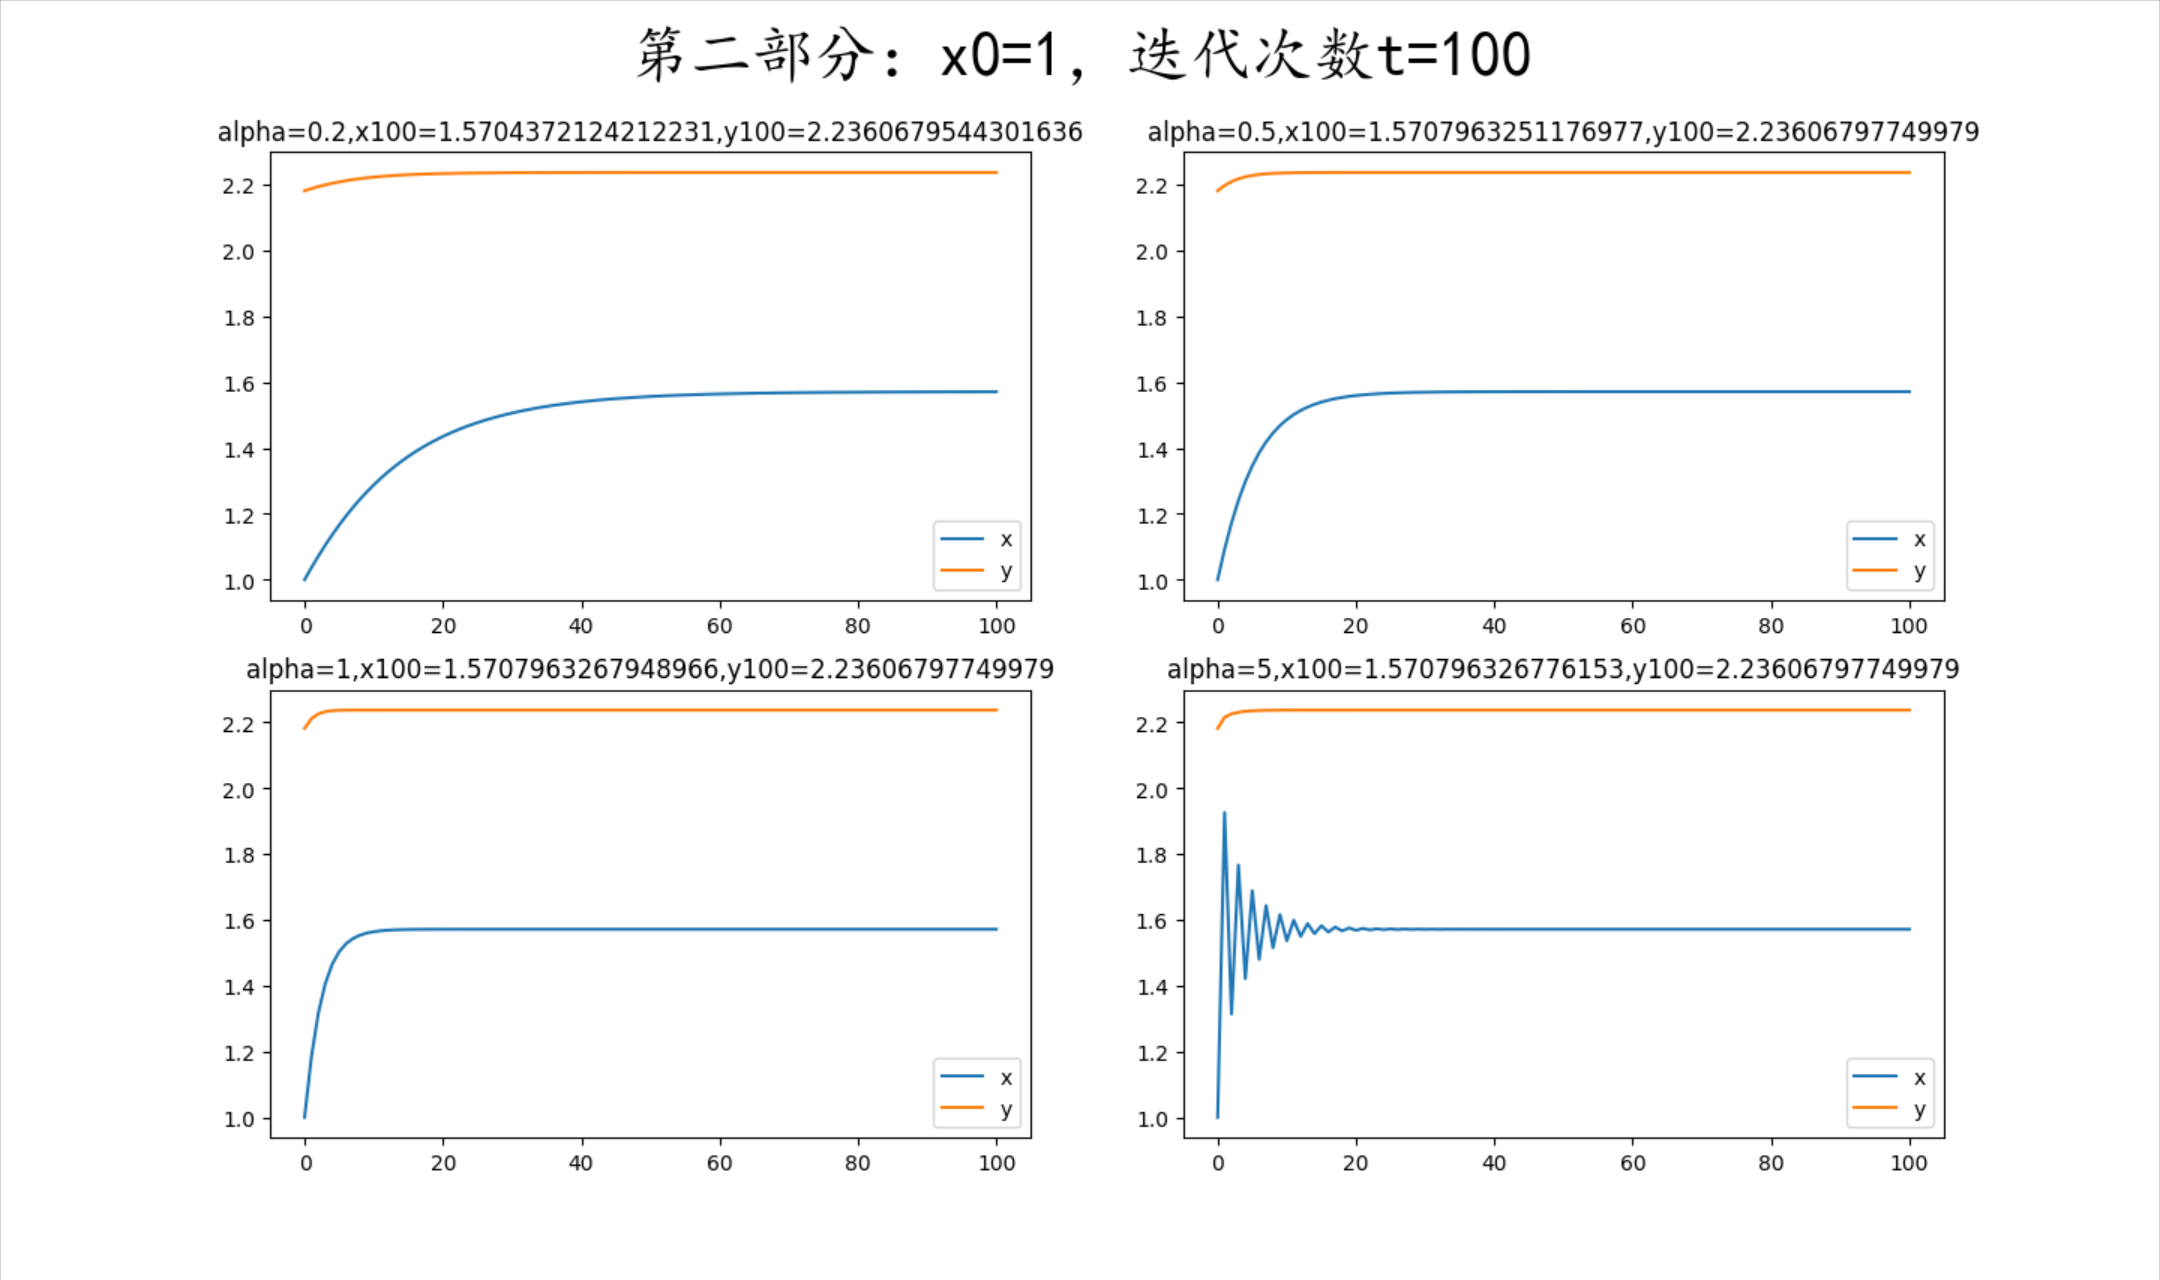 第二部分：x0=1，迭代次数t=100
alpha=0.2,x100=1.5704372124212231,y100=2.2360679544301636
2.2
2.0
1.8
1.6
1.4
1.2
1.0
x
y
0 20 40 60 80 100
alpha=0.5,x100=1.5707963251176977,y100=2.23606797749979
2.2
2.0
1.8
1.6
1.4
1.2
1.0
x
y
0 20 40 60 80 100
alpha=1,x100=1.5707963267948966,y100=2.23606797749979
2.2
2.0
1.8
1.6
1.4
1.2
1.0
x
y
0 20 40 60 80 100
alpha=5,x100=1.570796326776153,y100=2.23606797749979
2.2
2.0
1.8
1.6
1.4
1.2
1.0
x
y
0 20 40 60 80 100